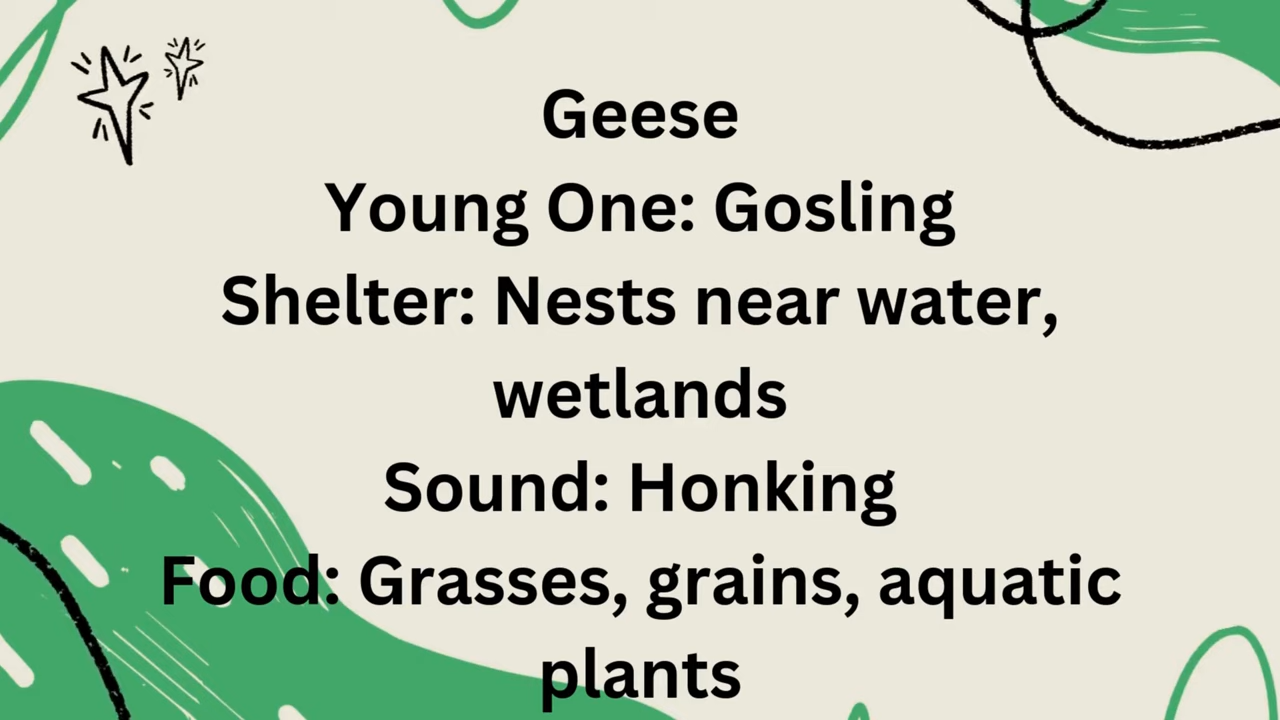 Geese
Young One: Gosling
Shelter: Nests near water,
wetlands
Sound: Honking
Food: Grasses, grains, aquatic
plants